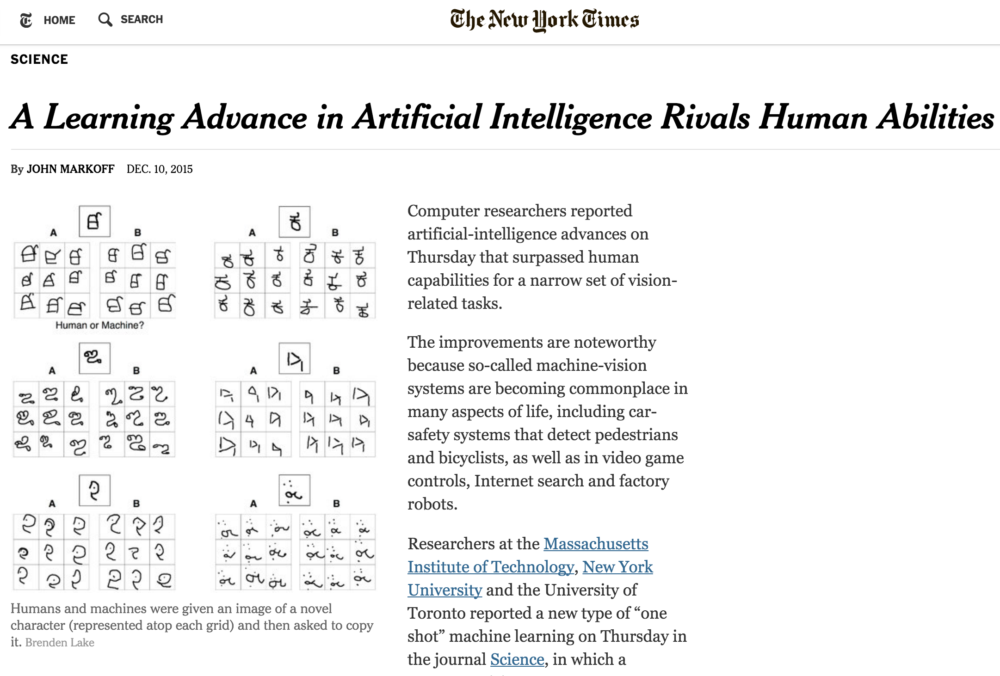 HOME SEARCH The New York Times
SCIENCE
A Learning Advance in Artificial Intelligence Rivals Human Abilities
By JOHN MARKOFF DEC. 10, 2015
A B A B
Human or Machine?
A B A B
A B A B
Humans and machines were given an image of a novel
character (represented atop each grid) and then asked to copy
it. Brenden Lake
Computer researchers reported
artificial-intelligence advances on
Thursday that surpassed human
capabilities for a narrow set of vision-
related tasks.
The improvements are noteworthy
because so-called machine-vision
systems are becoming commonplace in
many aspects of life, including car-
safety systems that detect pedestrians
and bicyclists, as well as in video game
controls, Internet search and factory
robots.
Researchers at the Massachusetts
Institute of Technology, New York
University and the University of
Toronto reported a new type of “one
shot” machine learning on Thursday in
the journal Science, in which a